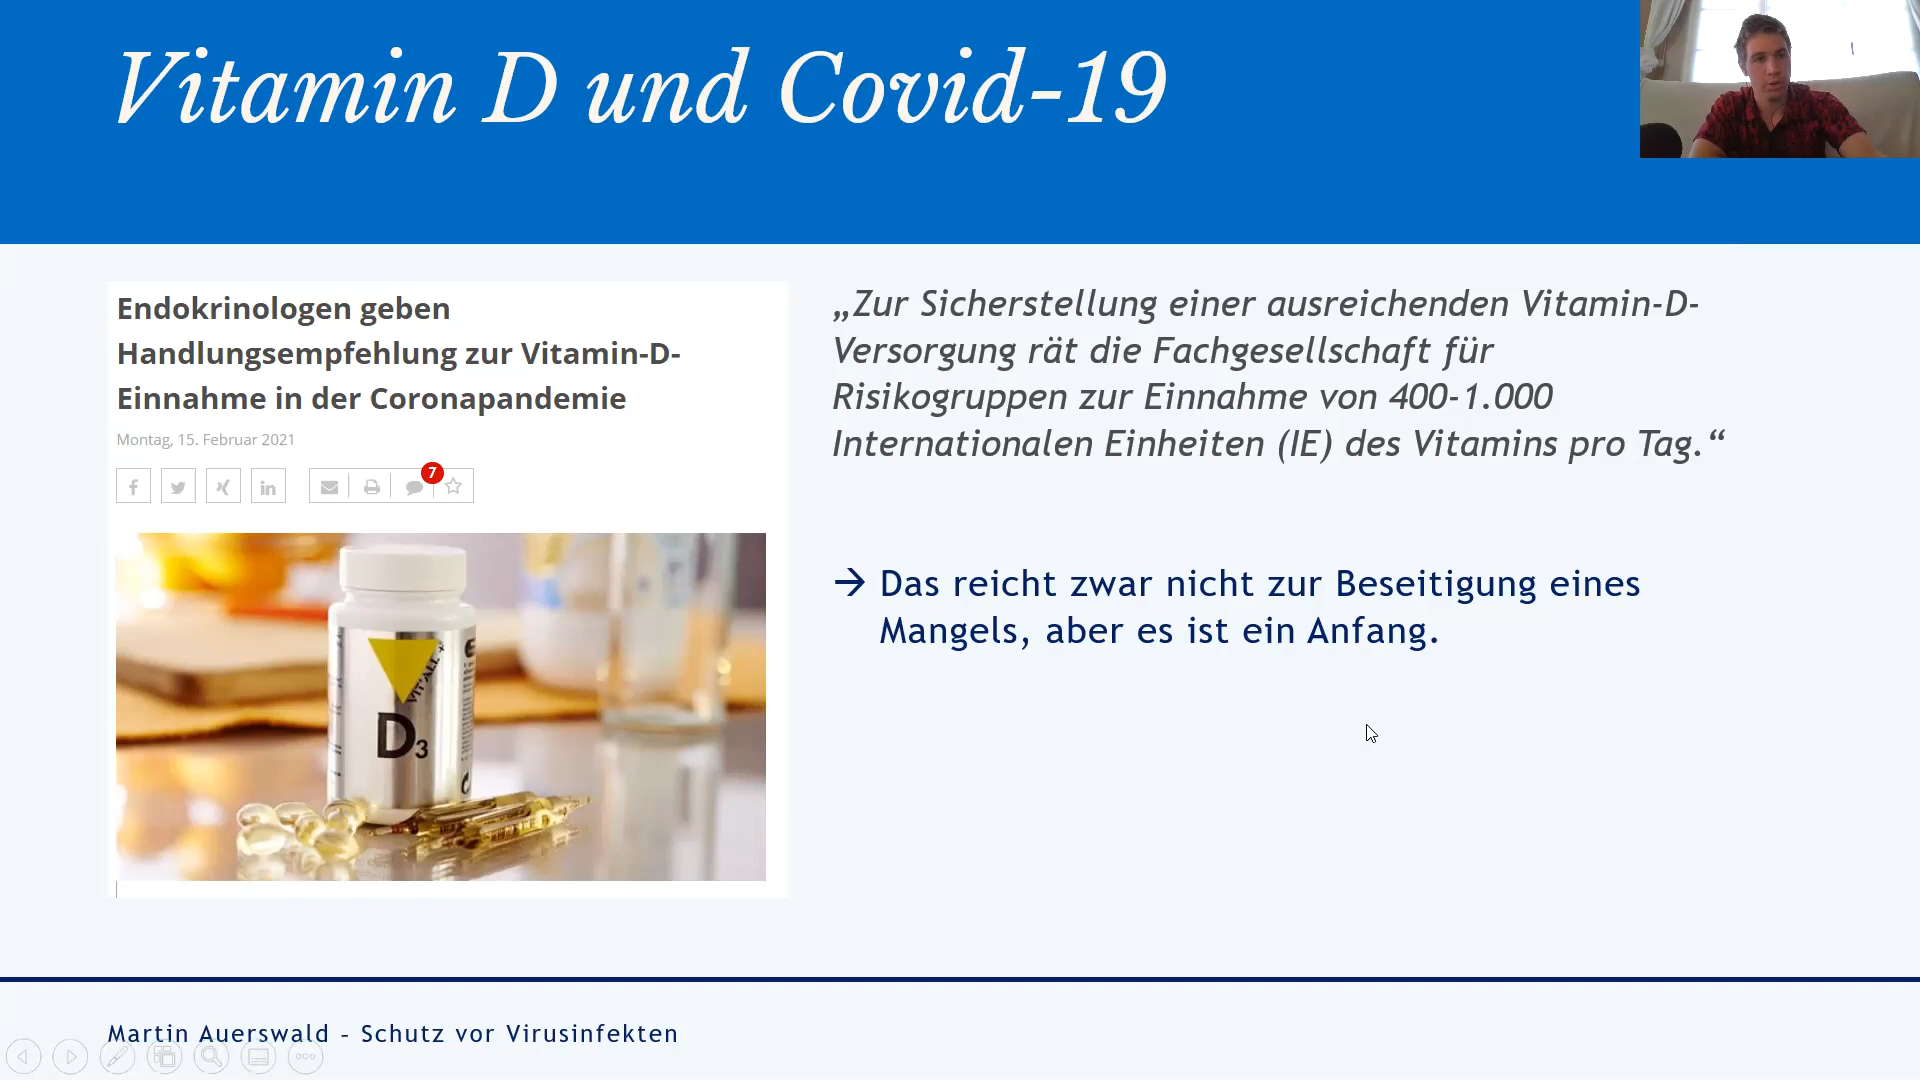 Vitamin D und Covid-19
Endokrinologen geben
Handlungsempfehlung zur Vitamin-D-
Einnahme in der Coronapandemie
Montag, 15. Februar 2021
7
VIT'ALL +
D3
„Zur Sicherstellung einer ausreichenden Vitamin-D-
Versorgung rät die Fachgesellschaft für
Risikogruppen zur Einnahme von 400-1.000
Internationalen Einheiten (IE) des Vitamins pro Tag.“
→ Das reicht zwar nicht zur Beseitigung eines
Mangels, aber es ist ein Anfang.
Martin Auerswald – Schutz vor Virusinfekten